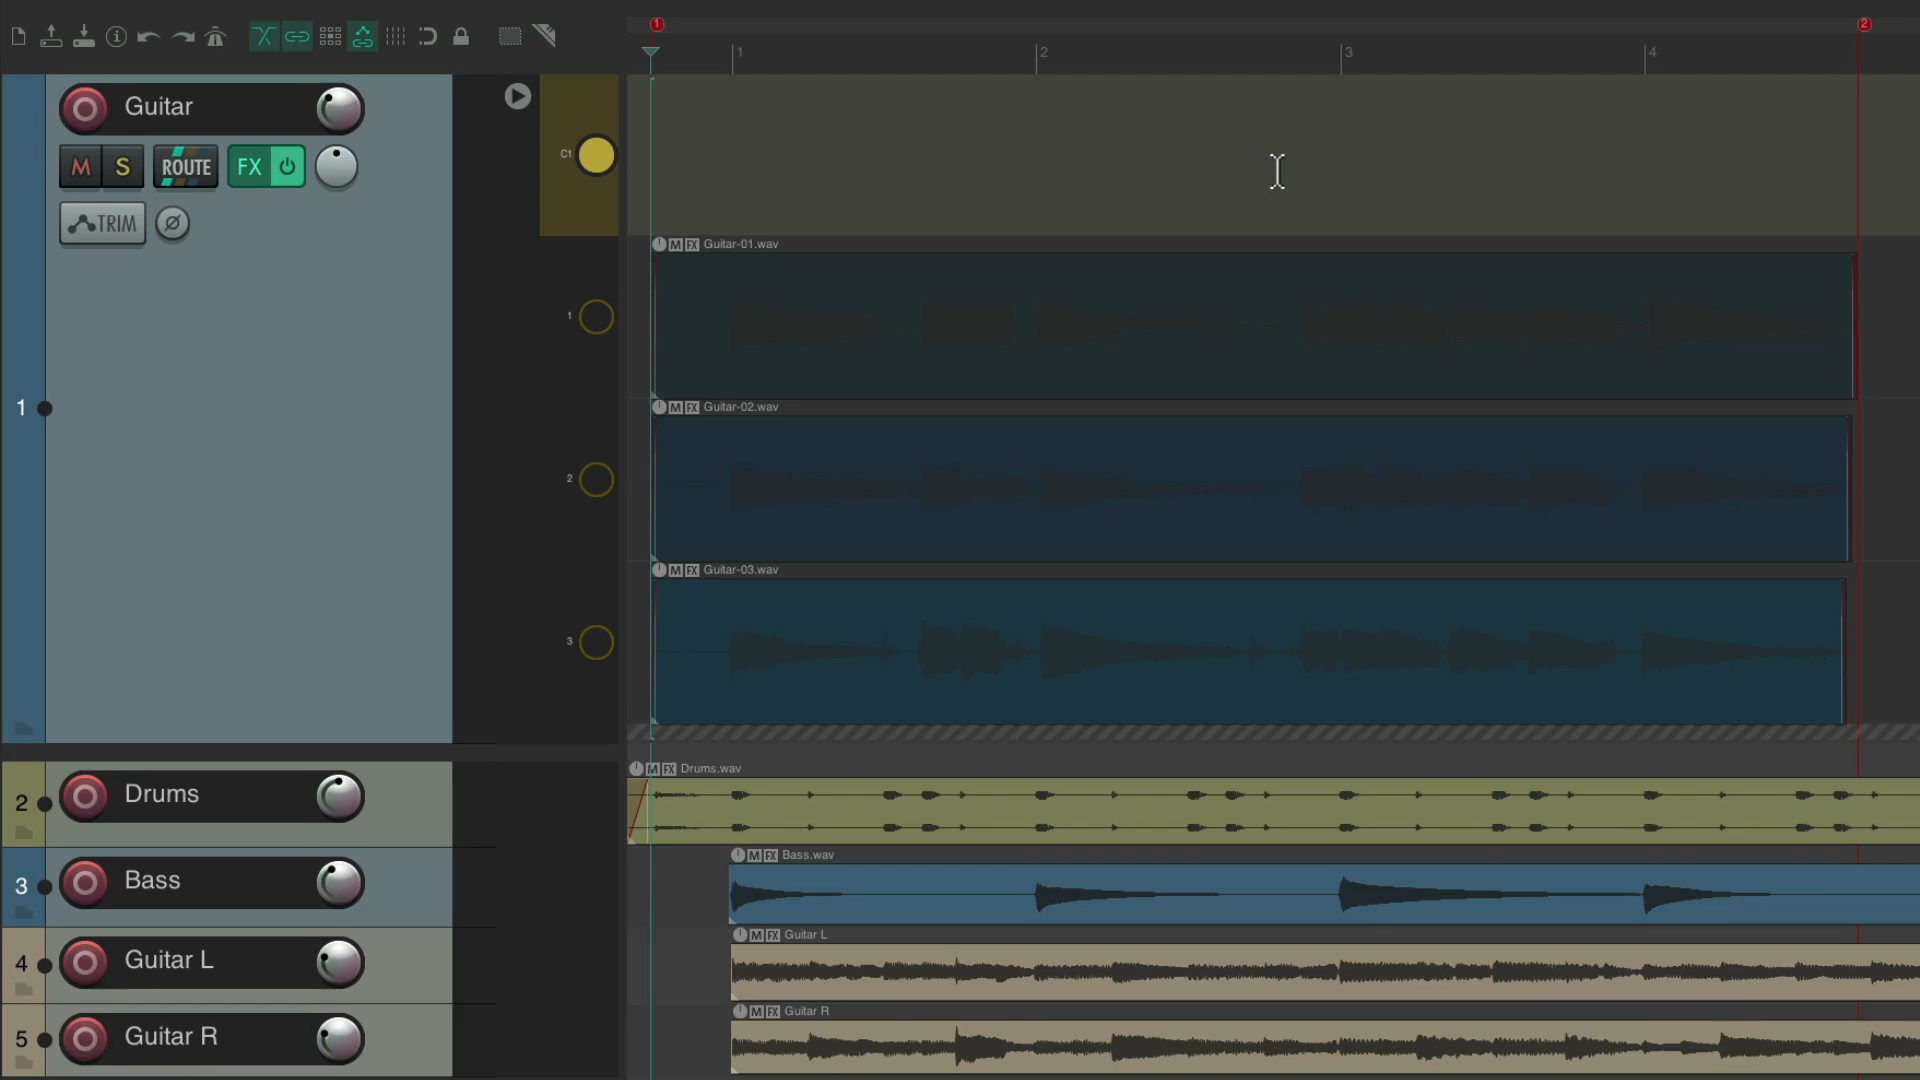 1
2
1
2
3
4
Guitar
M
S
ROUTE
FX
TRIM
C1
M FX Guitar-01.wav
1
M FX Guitar-02.wav
2
1
M FX Guitar-03.wav
3
M FX Drums.wav
2
Drums
M FX Bass.wav
3
Bass
M FX Guitar L
4
Guitar L
M FX Guitar R
5
Guitar R